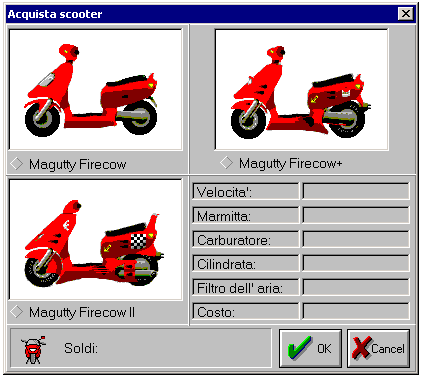 Acquista scooter
Magutty Firecow
Magutty Firecow+
Magutty Firecow II
Velocita':
Marmitta:
Carburatore:
Cilindrata:
Filtro dell' aria:
Costo:
Soldi:
OK
Cancel